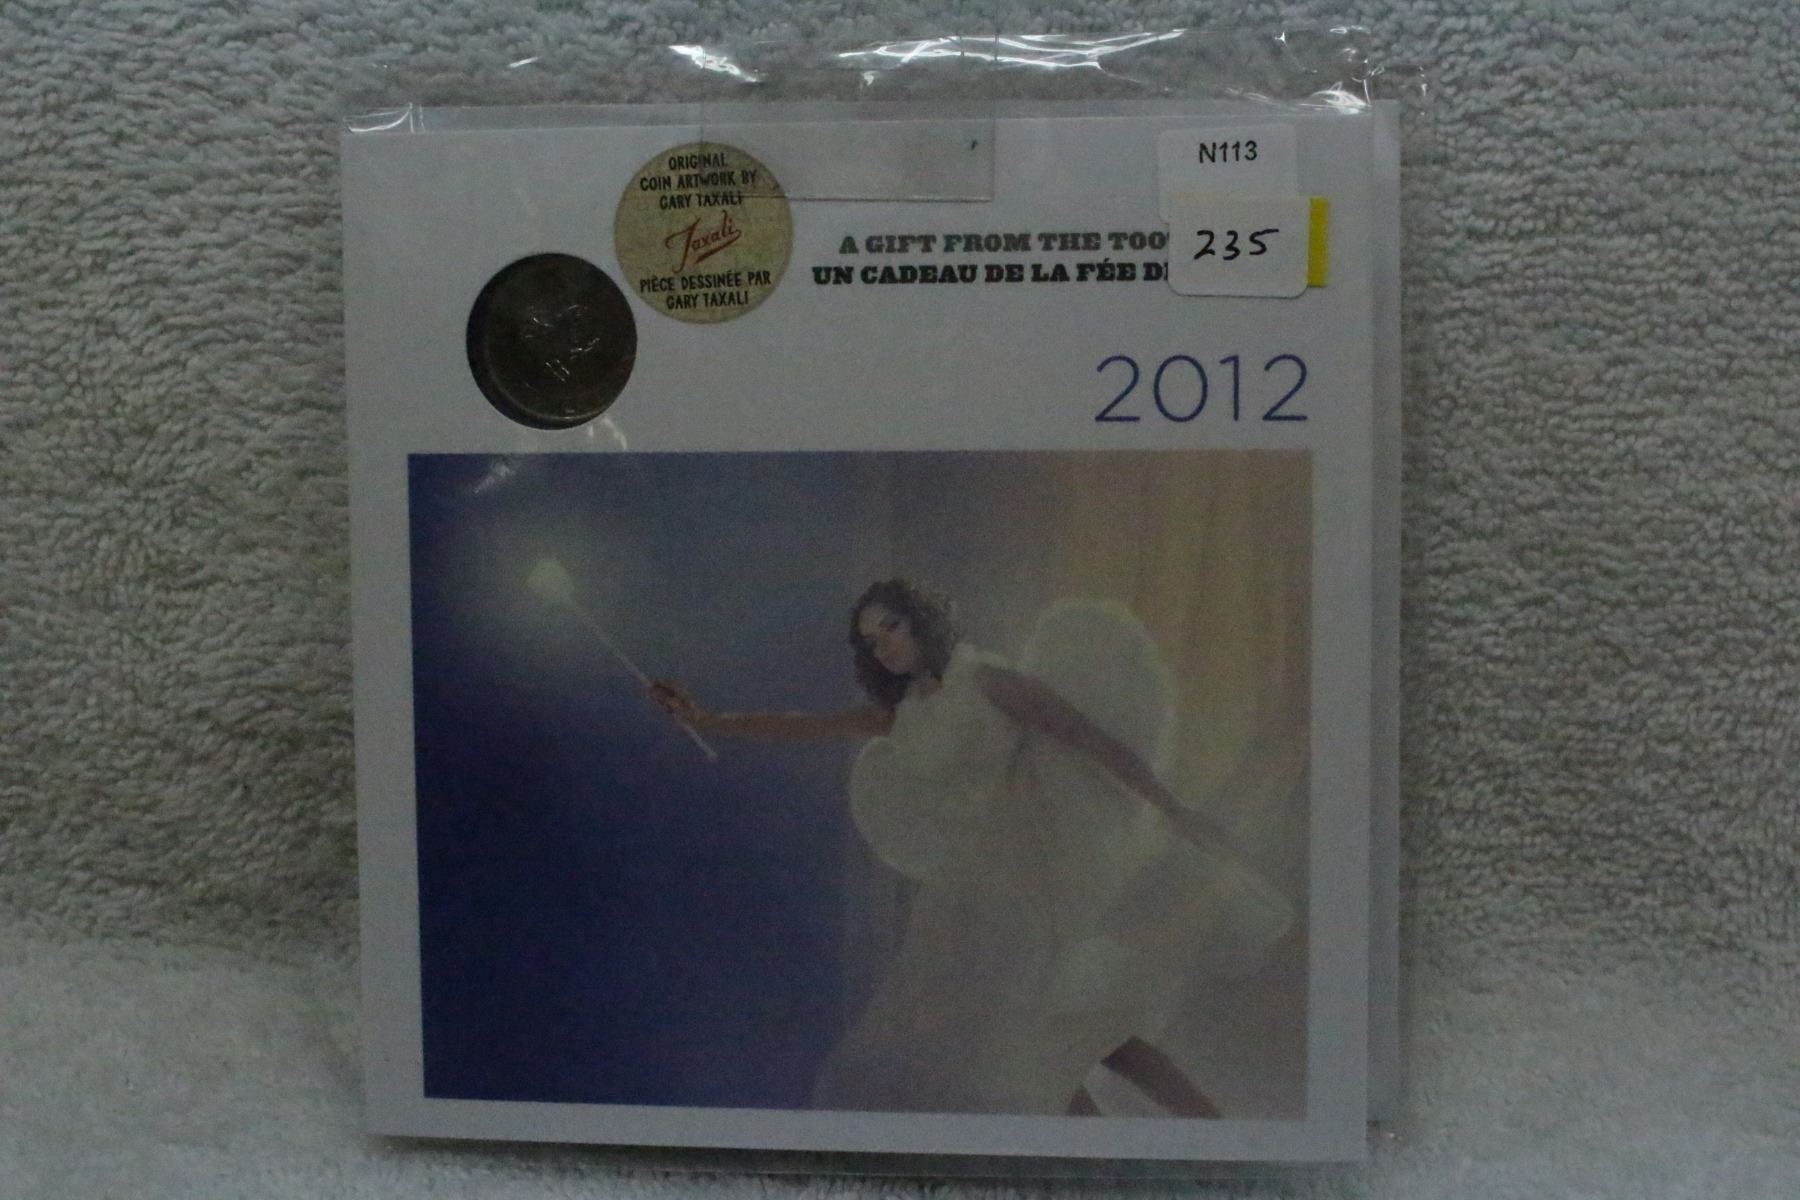 ORIGINAL
COIN ARTWORK BY
GARY TAXALI
Taxali
PIÈCE DESSINÉE PAR
GARY TAXALI
N113
235
A GIFT FROM THE TOO
UN CADEAU DE LA FÉE D
2012